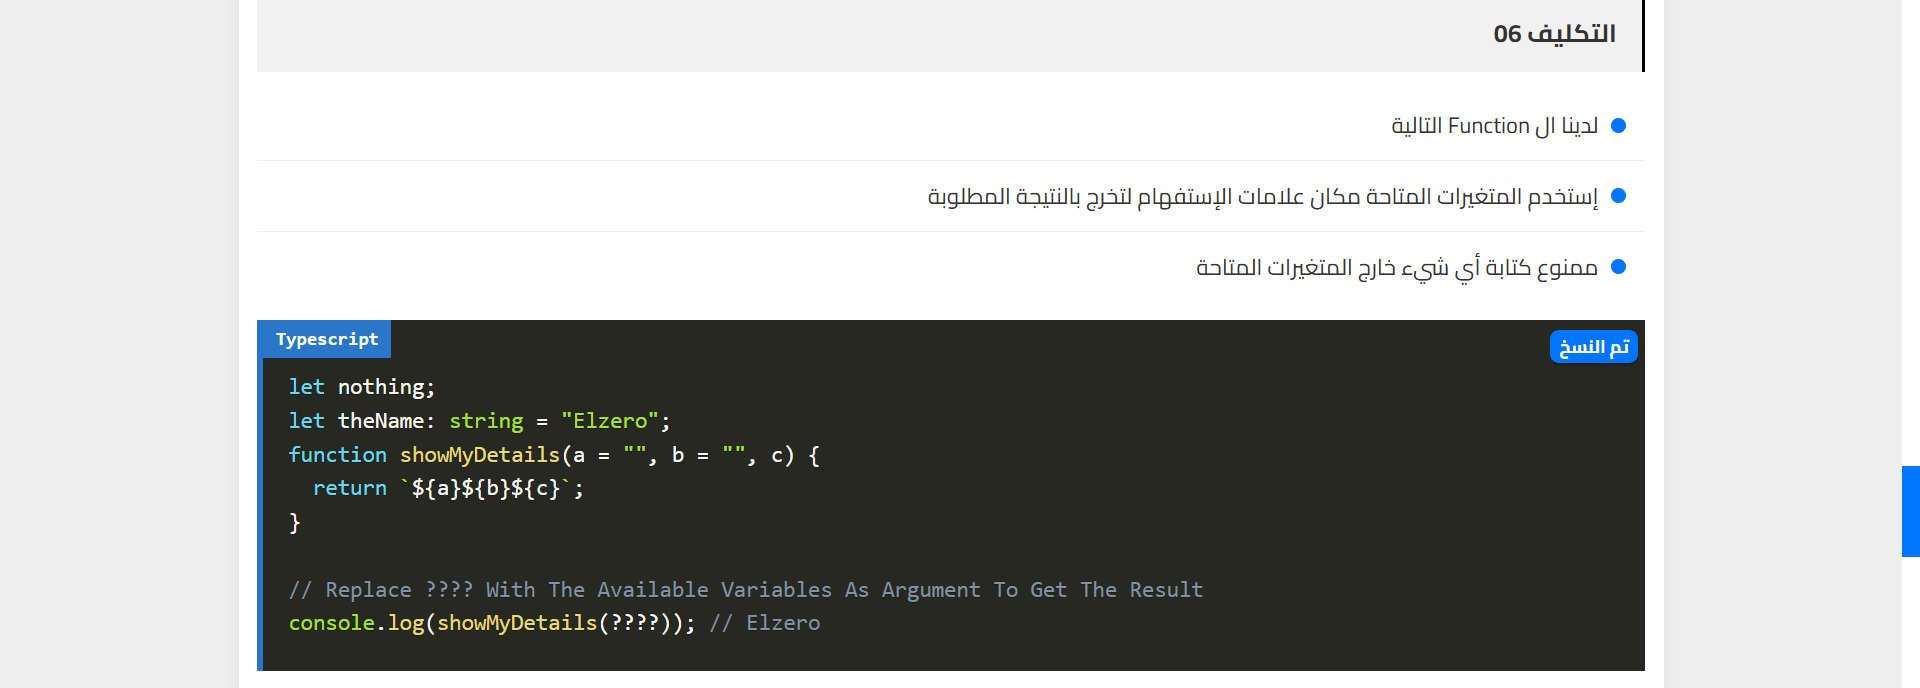 التكليف 06
لدينا ال Function التالية
إستخدم المتغيرات المتاحة مكان علامات الإستفهام لتخرج بالنتيجة المطلوبة
ممنوع كتابة أي شيء خارج المتغيرات المتاحة
Typescript
تم النسخ
let nothing;
let theName: string = "Elzero";
function showMyDetails(a = "", b = "", c) {
  return `${a}${b}${c}`;
}
// Replace ???? With The Available Variables As Argument To Get The Result
console.log(showMyDetails(????)); // Elzero